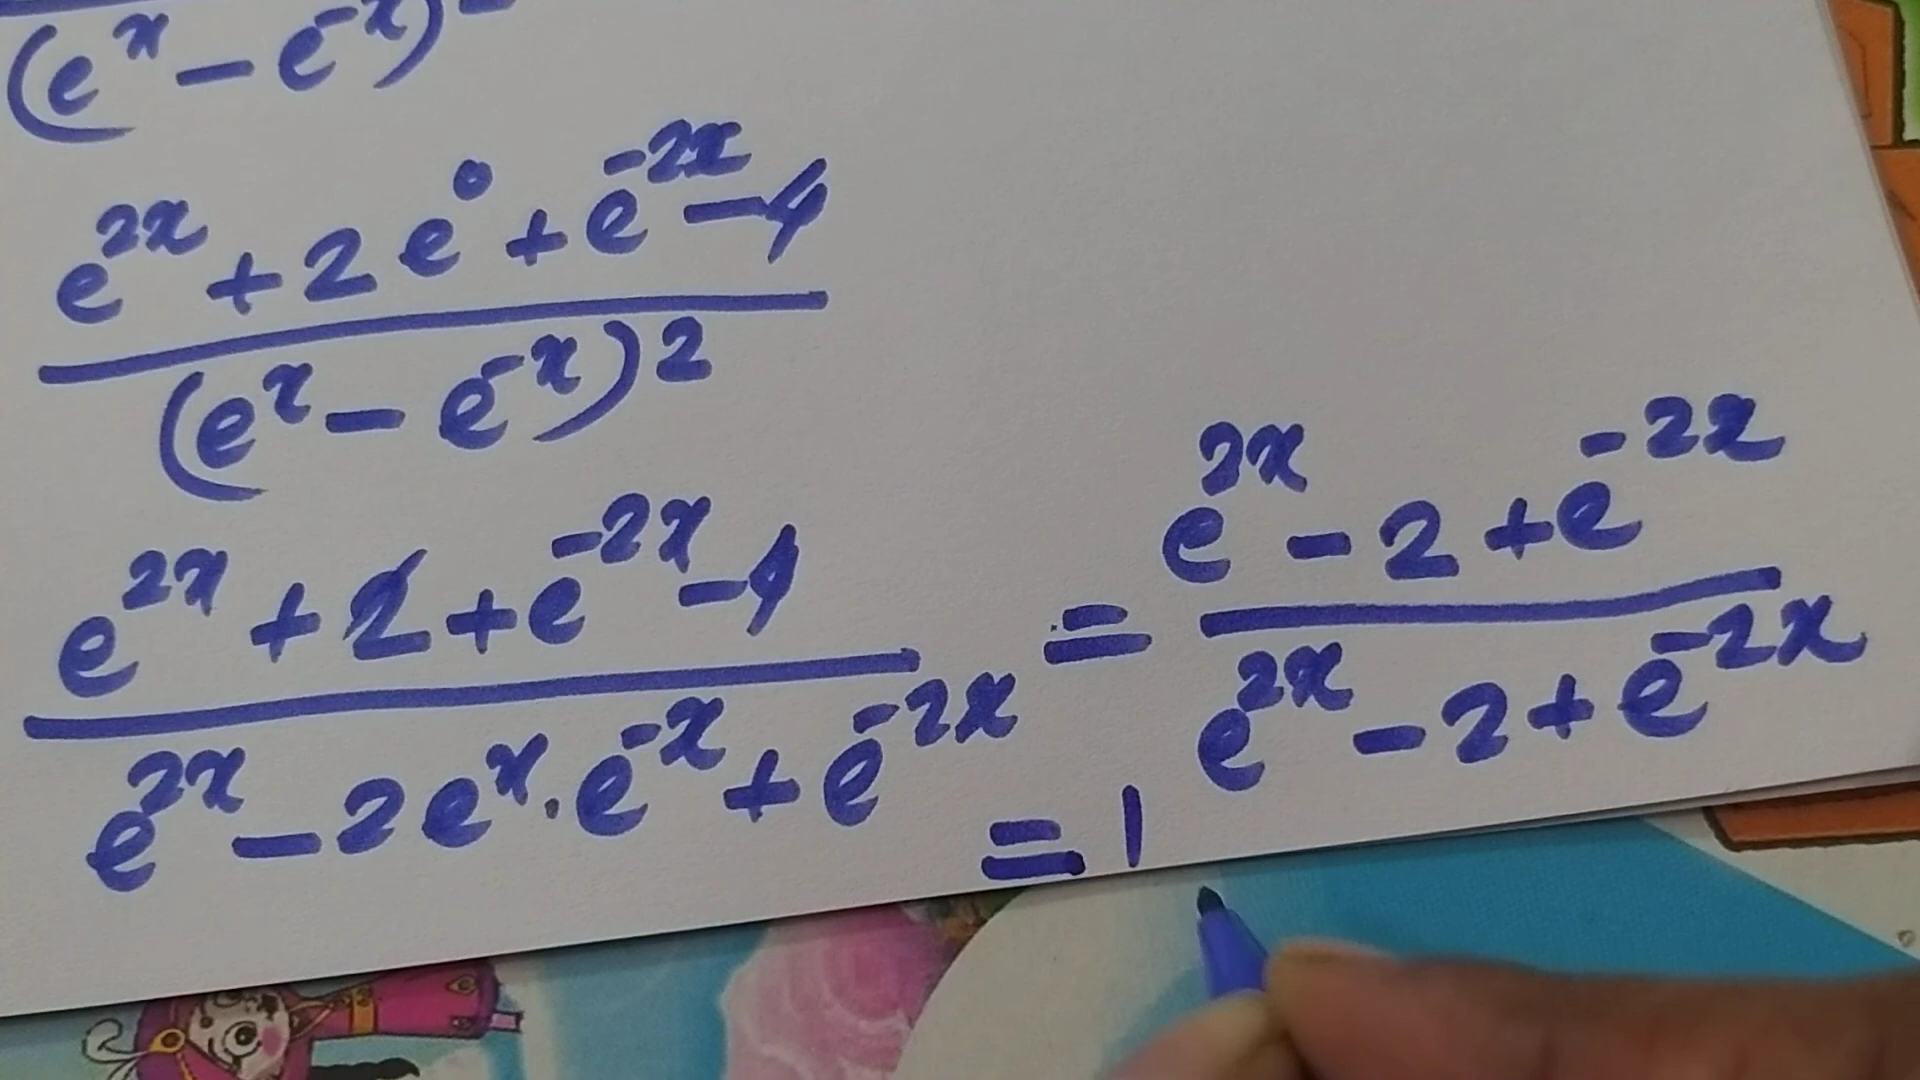 (e^x - e^-x)^2
e^2x + 2e^0 + e^-2x - 4
(e^x - e^-x)^2
e^2x + 2 + e^-2x - 4
e^2x - 2e^x . e^-x + e^-2x
= e^2x - 2 + e^-2x
e^2x - 2 + e^-2x
= 1